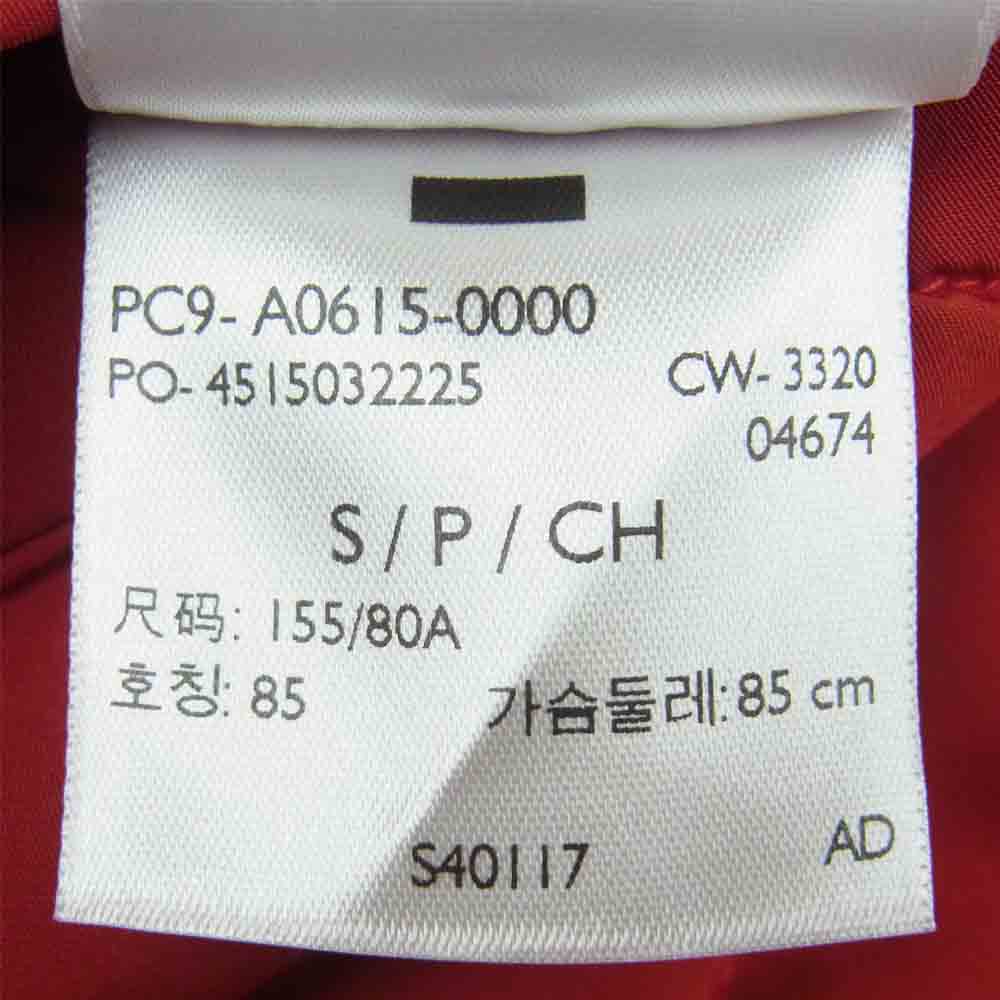 PC9- A0615-0000
PO- 4515032225 CW- 3320
04674
S / P / CH
尺码: 155/80A
호칭: 85 가슴둘레: 85 cm
S40117 AD